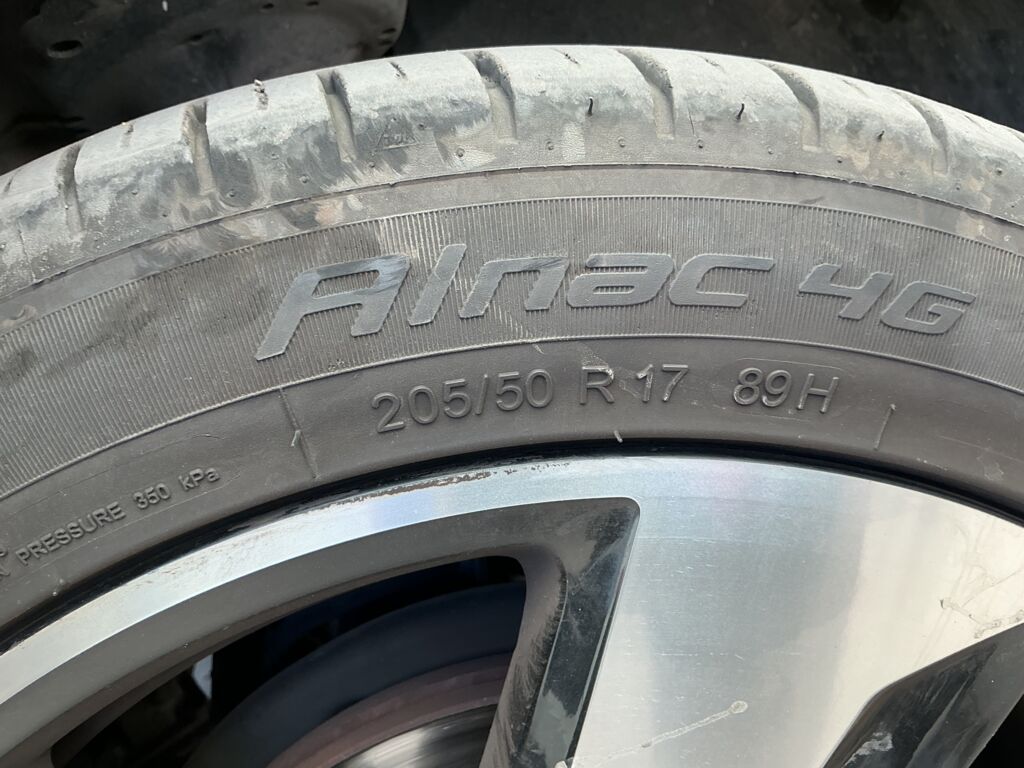 Alnac 4G
205/50 R 17 89H
PRESSURE 350 kPa